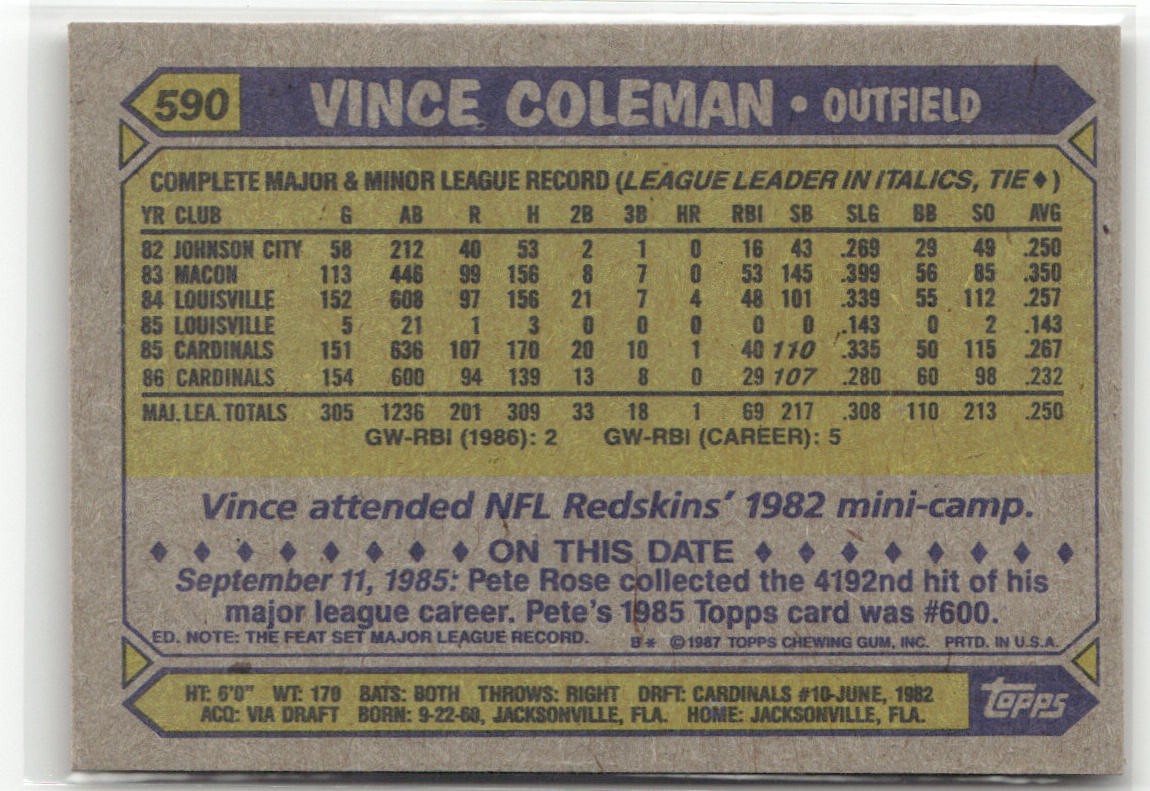 590 VINCE COLEMAN • OUTFIELD
COMPLETE MAJOR & MINOR LEAGUE RECORD (LEAGUE LEADER IN ITALICS, TIE♦)
YR CLUB G AB R H 2B 3B HR RBI SB SLG BB SO AVG
82 JOHNSON CITY 58 212 40 53 2 1 0 16 43 .269 29 49 .250
83 MACON 113 446 99 156 8 7 0 53 145 .399 56 85 .350
84 LOUISVILLE 152 608 97 156 21 7 4 48 101 .339 55 112 .257
85 LOUISVILLE 5 21 1 3 0 0 0 0 0 .143 0 2 .143
85 CARDINALS 151 636 107 170 20 10 1 40 110 .335 50 115 .267
86 CARDINALS 154 600 94 139 13 8 0 29 107 .280 60 98 .232
MAJ. LEA. TOTALS 305 1236 201 309 33 18 1 69 217 .308 110 213 .250
GW-RBI (1986): 2 GW-RBI (CAREER): 5
Vince attended NFL Redskins' 1982 mini-camp.
♦ ♦ ♦ ♦ ♦ ♦ ♦ ♦ ON THIS DATE ♦ ♦ ♦ ♦ ♦ ♦ ♦ ♦
September 11, 1985: Pete Rose collected the 4192nd hit of his
major league career. Pete's 1985 Topps card was #600.
ED. NOTE: THE FEAT SET MAJOR LEAGUE RECORD. B* ©1987 TOPPS CHEWING GUM, INC. PRTD. IN U.S.A.
HT: 6'0" WT: 170 BATS: BOTH THROWS: RIGHT DRFT: CARDINALS #10-JUNE, 1982
ACQ: VIA DRAFT BORN: 9-22-60, JACKSONVILLE, FLA. HOME: JACKSONVILLE, FLA.
topps